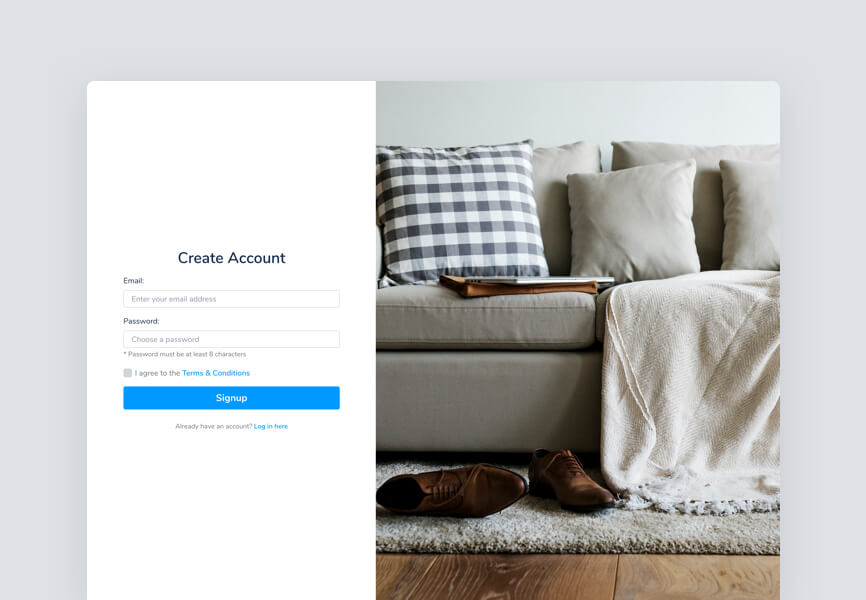 Create Account
Email:
Enter your email address
Password:
Choose a password
* Password must be at least 8 characters
I agree to the Terms & Conditions
Signup
Already have an account? Log in here